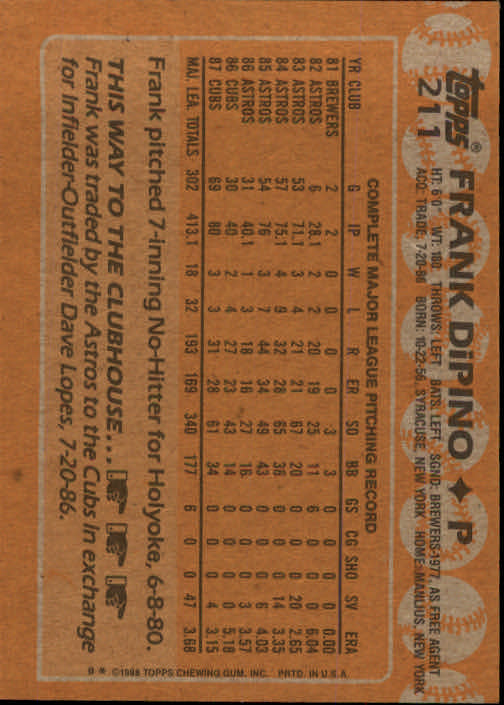 topps® FRANK DiPINO ✦ P
211
HT: 6'0" WT: 180 THROWS: LEFT BATS: LEFT SGND: BREWERS-1977, AS FREE AGENT
ACQ: TRADE, 7-20-86 BORN: 10-22-56, SYRACUSE, NEW YORK HOME: MANLIUS, NEW YORK
COMPLETE MAJOR LEAGUE PITCHING RECORD
YR CLUB G IP W L R ER SO BB GS CG SHO SV ERA
81 BREWERS 2 2 0 0 0 0 3 3 0 0 0 0 0.00
82 ASTROS 6 28.1 2 2 20 19 25 11 6 0 0 0 6.04
83 ASTROS 53 71.1 3 4 21 21 67 20 0 0 0 20 2.65
84 ASTROS 57 75.1 4 9 32 28 65 36 0 0 0 14 3.35
85 ASTROS 54 76 3 7 44 34 49 43 0 0 0 6 4.03
86 ASTROS 31 40.1 1 3 18 16 27 16 0 0 0 3 3.57
86 CUBS 30 40 2 4 27 23 43 14 0 0 0 0 5.18
87 CUBS 69 80 3 3 31 28 61 34 0 0 0 4 3.15
MAJ. LEA. TOTALS 302 413.1 18 32 193 169 340 177 6 0 0 47 3.68
Frank pitched 7-Inning No-Hitter for Holyoke, 6-8-80.
THIS WAY TO THE CLUBHOUSE...
Frank was traded by the Astros to the Cubs in exchange
for Infielder-Outfielder Dave Lopes, 7-20-86.
B * ©1988 TOPPS CHEWING GUM, INC. PRTD. IN U.S.A.